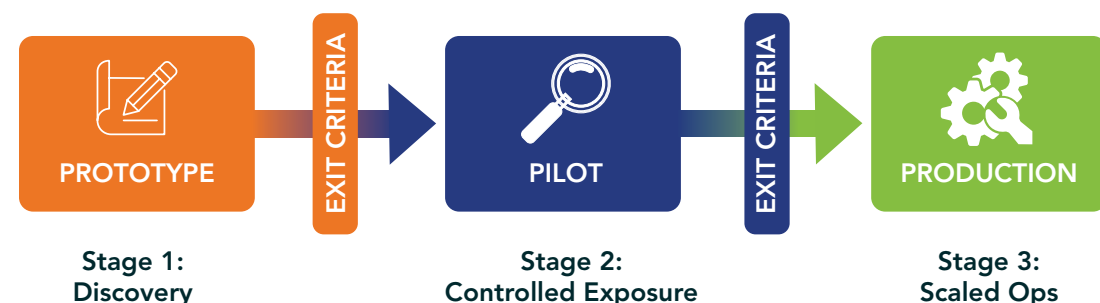 PROTOTYPE
EXIT CRITERIA
PILOT
EXIT CRITERIA
PRODUCTION
Stage 1:
Discovery
Stage 2:
Controlled Exposure
Stage 3:
Scaled Ops